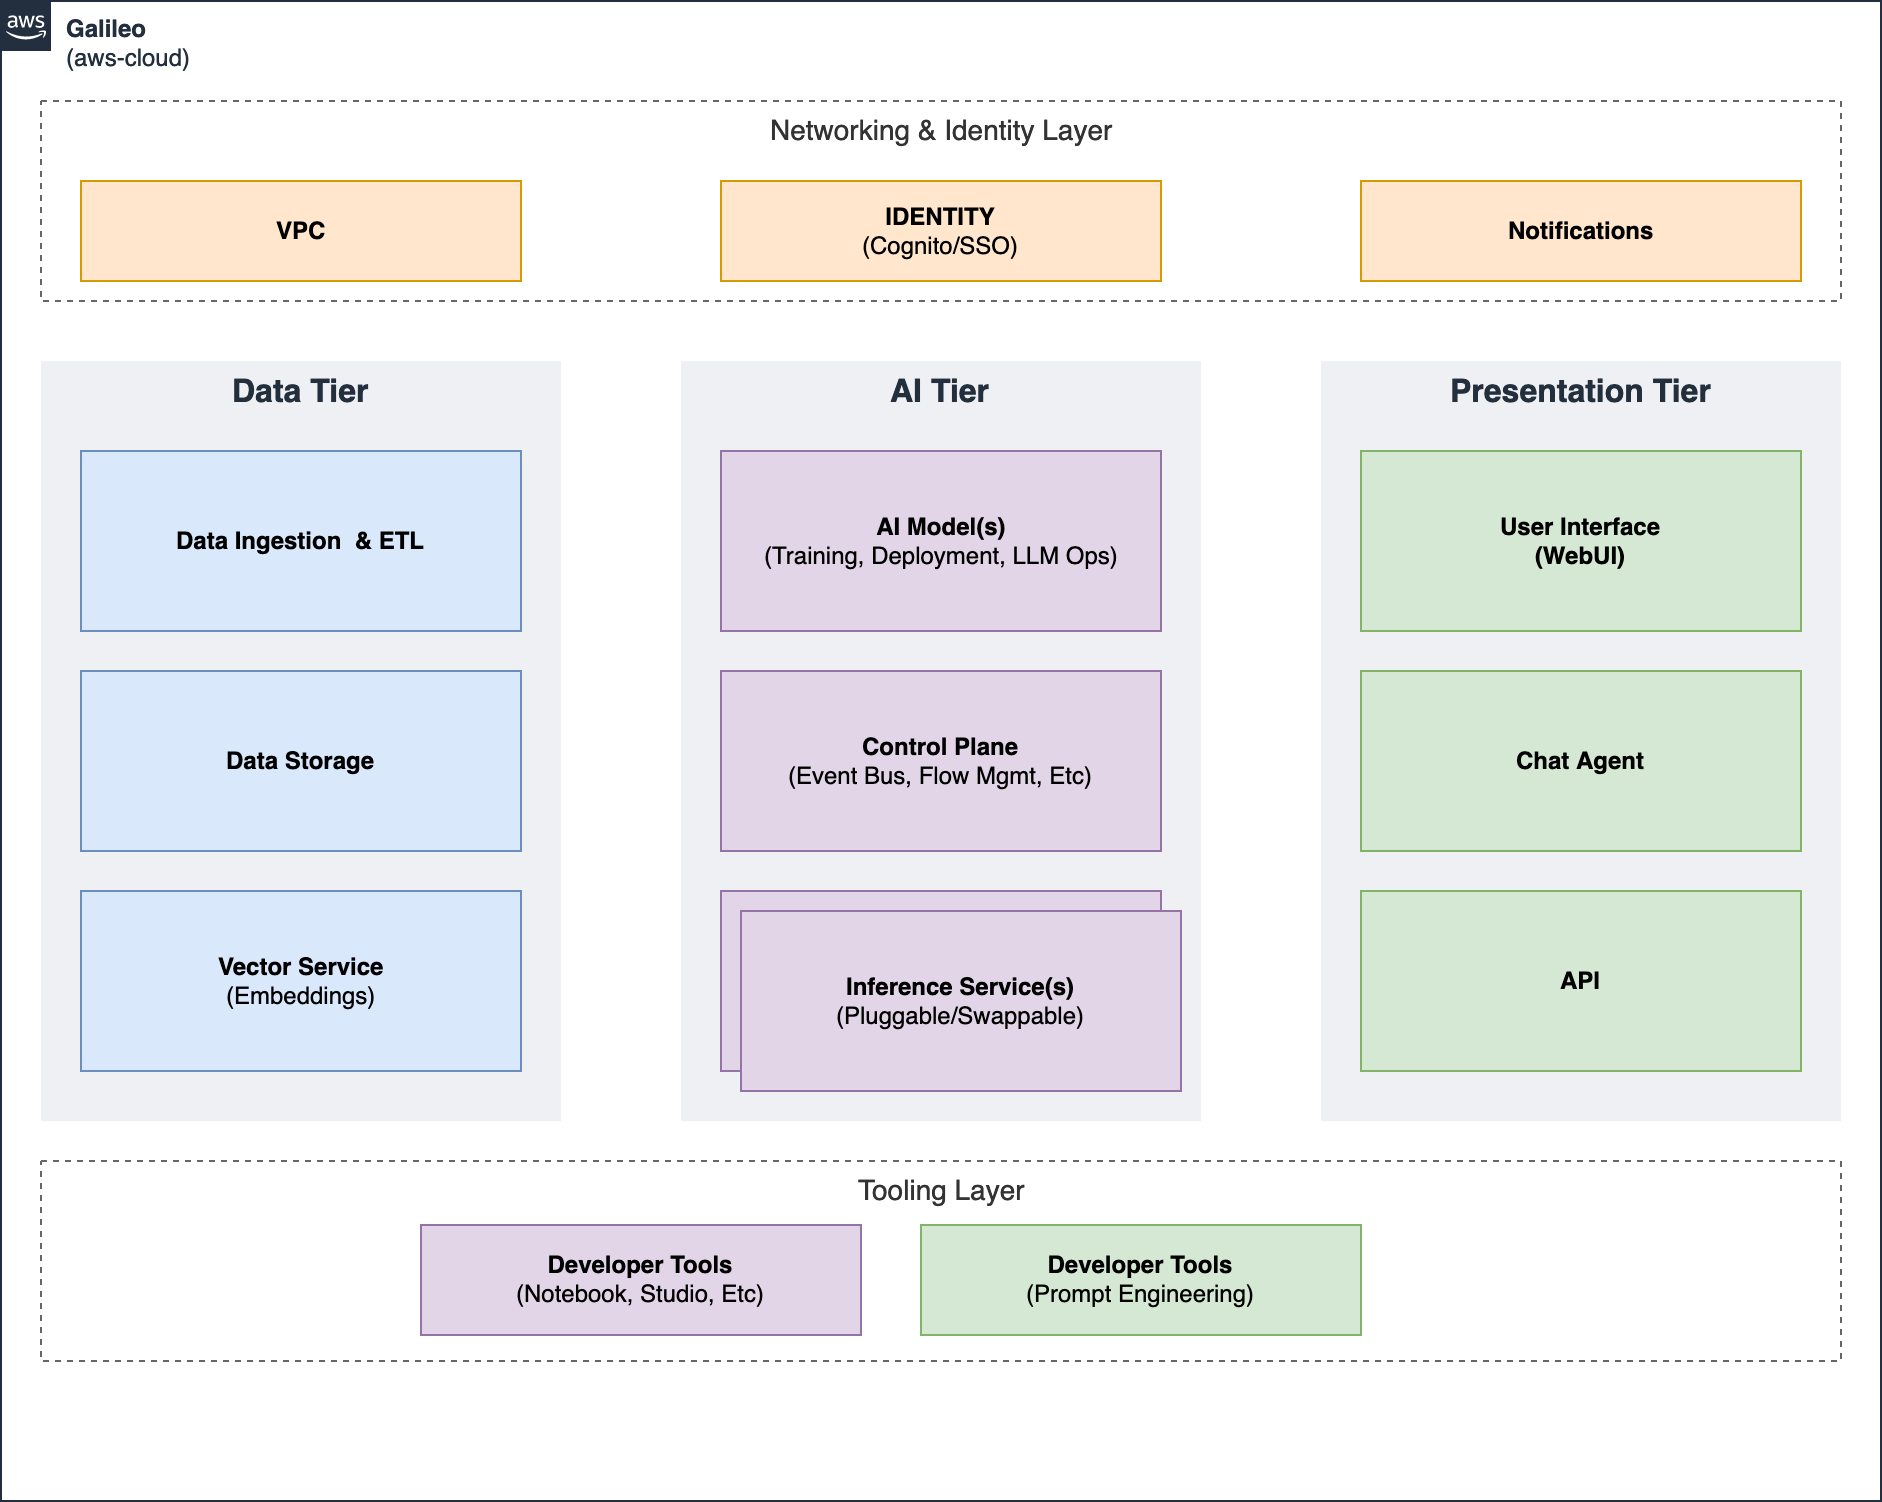 aws
Galileo
(aws-cloud)
Networking & Identity Layer
VPC
IDENTITY
(Cognito/SSO)
Notifications
Data Tier
Data Ingestion  & ETL
Data Storage
Vector Service
(Embeddings)
AI Tier
AI Model(s)
(Training, Deployment, LLM Ops)
Control Plane
(Event Bus, Flow Mgmt, Etc)
Inference Service(s)
(Pluggable/Swappable)
Presentation Tier
User Interface
(WebUI)
Chat Agent
API
Tooling Layer
Developer Tools
(Notebook, Studio, Etc)
Developer Tools
(Prompt Engineering)